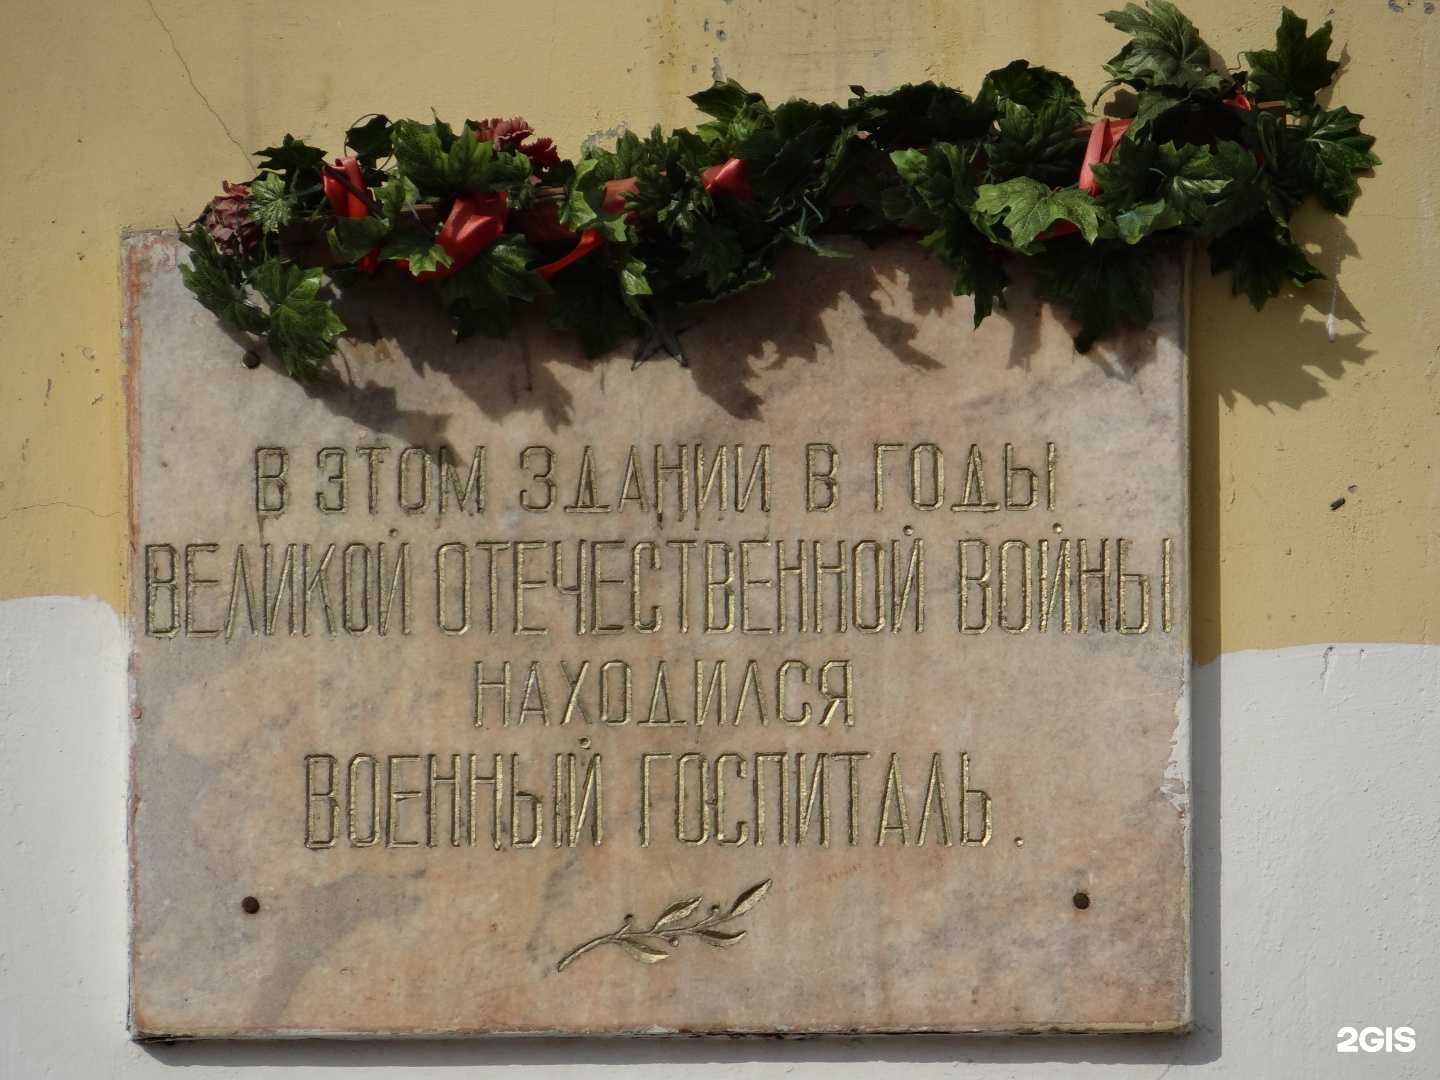 В ЭТОМ ЗДАНИИ В ГОДЫ
ВЕЛИКОЙ ОТЕЧЕСТВЕННОЙ ВОЙНЫ
НАХОДИЛСЯ
ВОЕННЫЙ ГОСПИТАЛЬ.
2GIS